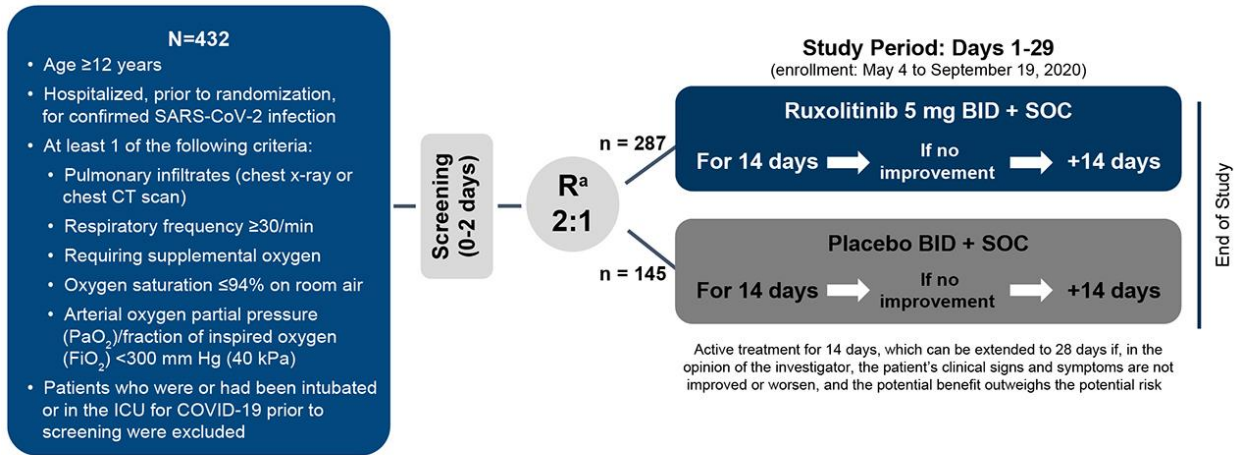 N=432
• Age ≥12 years
• Hospitalized, prior to randomization,
for confirmed SARS-CoV-2 infection
• At least 1 of the following criteria:
• Pulmonary infiltrates (chest x-ray or
chest CT scan)
• Respiratory frequency ≥30/min
• Requiring supplemental oxygen
• Oxygen saturation ≤94% on room air
• Arterial oxygen partial pressure
(PaO₂)/fraction of inspired oxygen
(FiO₂) <300 mm Hg (40 kPa)
• Patients who were or had been intubated
or in the ICU for COVID-19 prior to
screening were excluded
Screening
(0-2 days)
Rᵃ
2:1
n = 287
n = 145
Study Period: Days 1-29
(enrollment: May 4 to September 19, 2020)
Ruxolitinib 5 mg BID + SOC
For 14 days
If no
improvement
+14 days
Placebo BID + SOC
For 14 days
If no
improvement
+14 days
Active treatment for 14 days, which can be extended to 28 days if, in the
opinion of the investigator, the patient's clinical signs and symptoms are not
improved or worsen, and the potential benefit outweighs the potential risk
End of Study